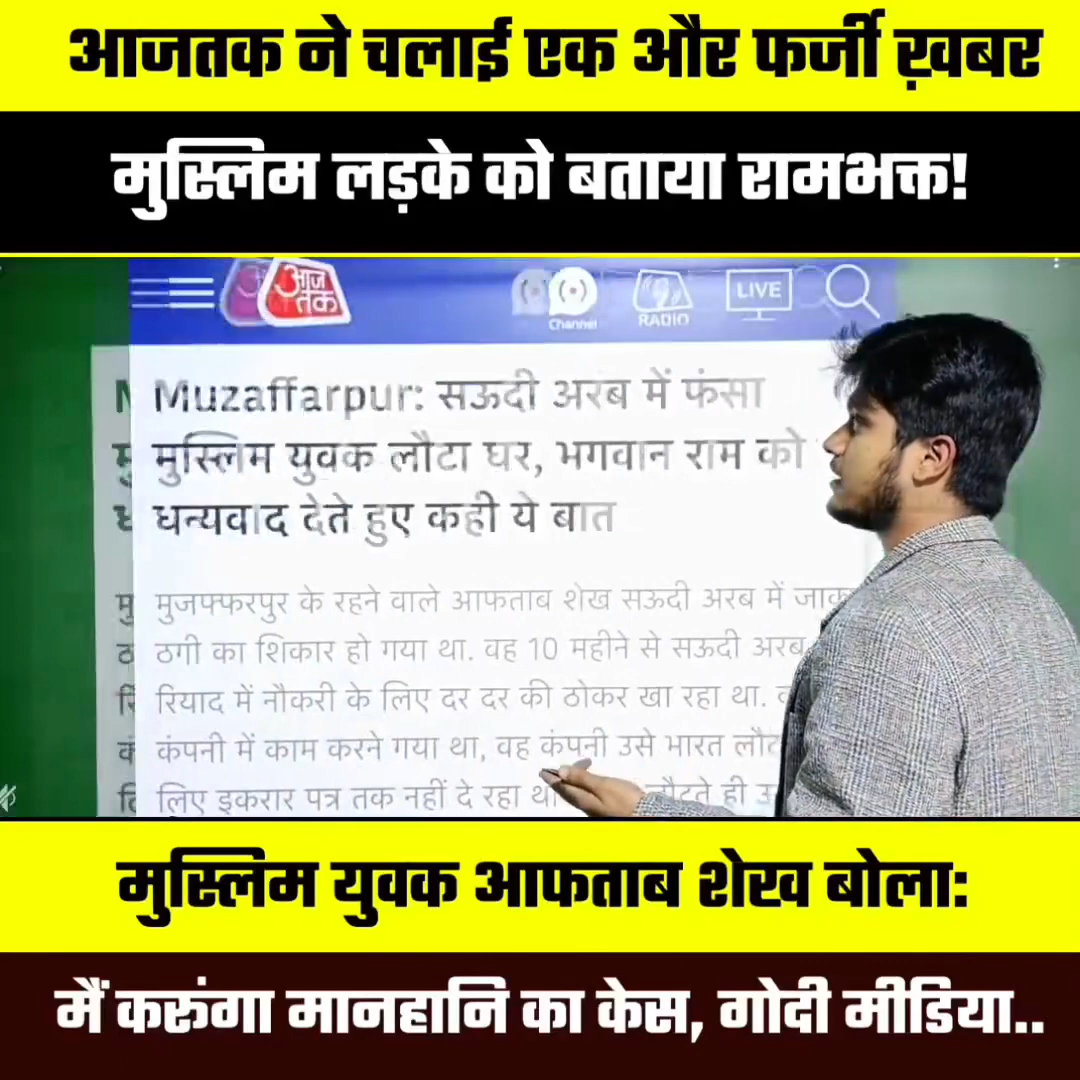 आजतक ने चलाई एक और फर्जी ख़बर
मुस्लिम लड़के को बताया रामभक्त!
आज तक
Channel
RADIO
LIVE
Muzaffarpur: सऊदी अरब में फंसा
मुस्लिम युवक लौटा घर, भगवान राम को
धन्यवाद देते हुए कही ये बात
मुजफ्फरपुर के रहने वाले आफताब शेख सऊदी अरब में
ठगी का शिकार हो गया था. वह 10 महीने से सऊदी अरब
रियाद में नौकरी के लिए दर दर की ठोकर खा रहा था.
कंपनी में काम करने गया था, वह कंपनी उसे भारत
लिए इकरार पत्र तक नहीं दे रहा ही
मुस्लिम युवक आफताब शेख बोला:
मैं करुंगा मानहानि का केस, गोदी मीडिया..